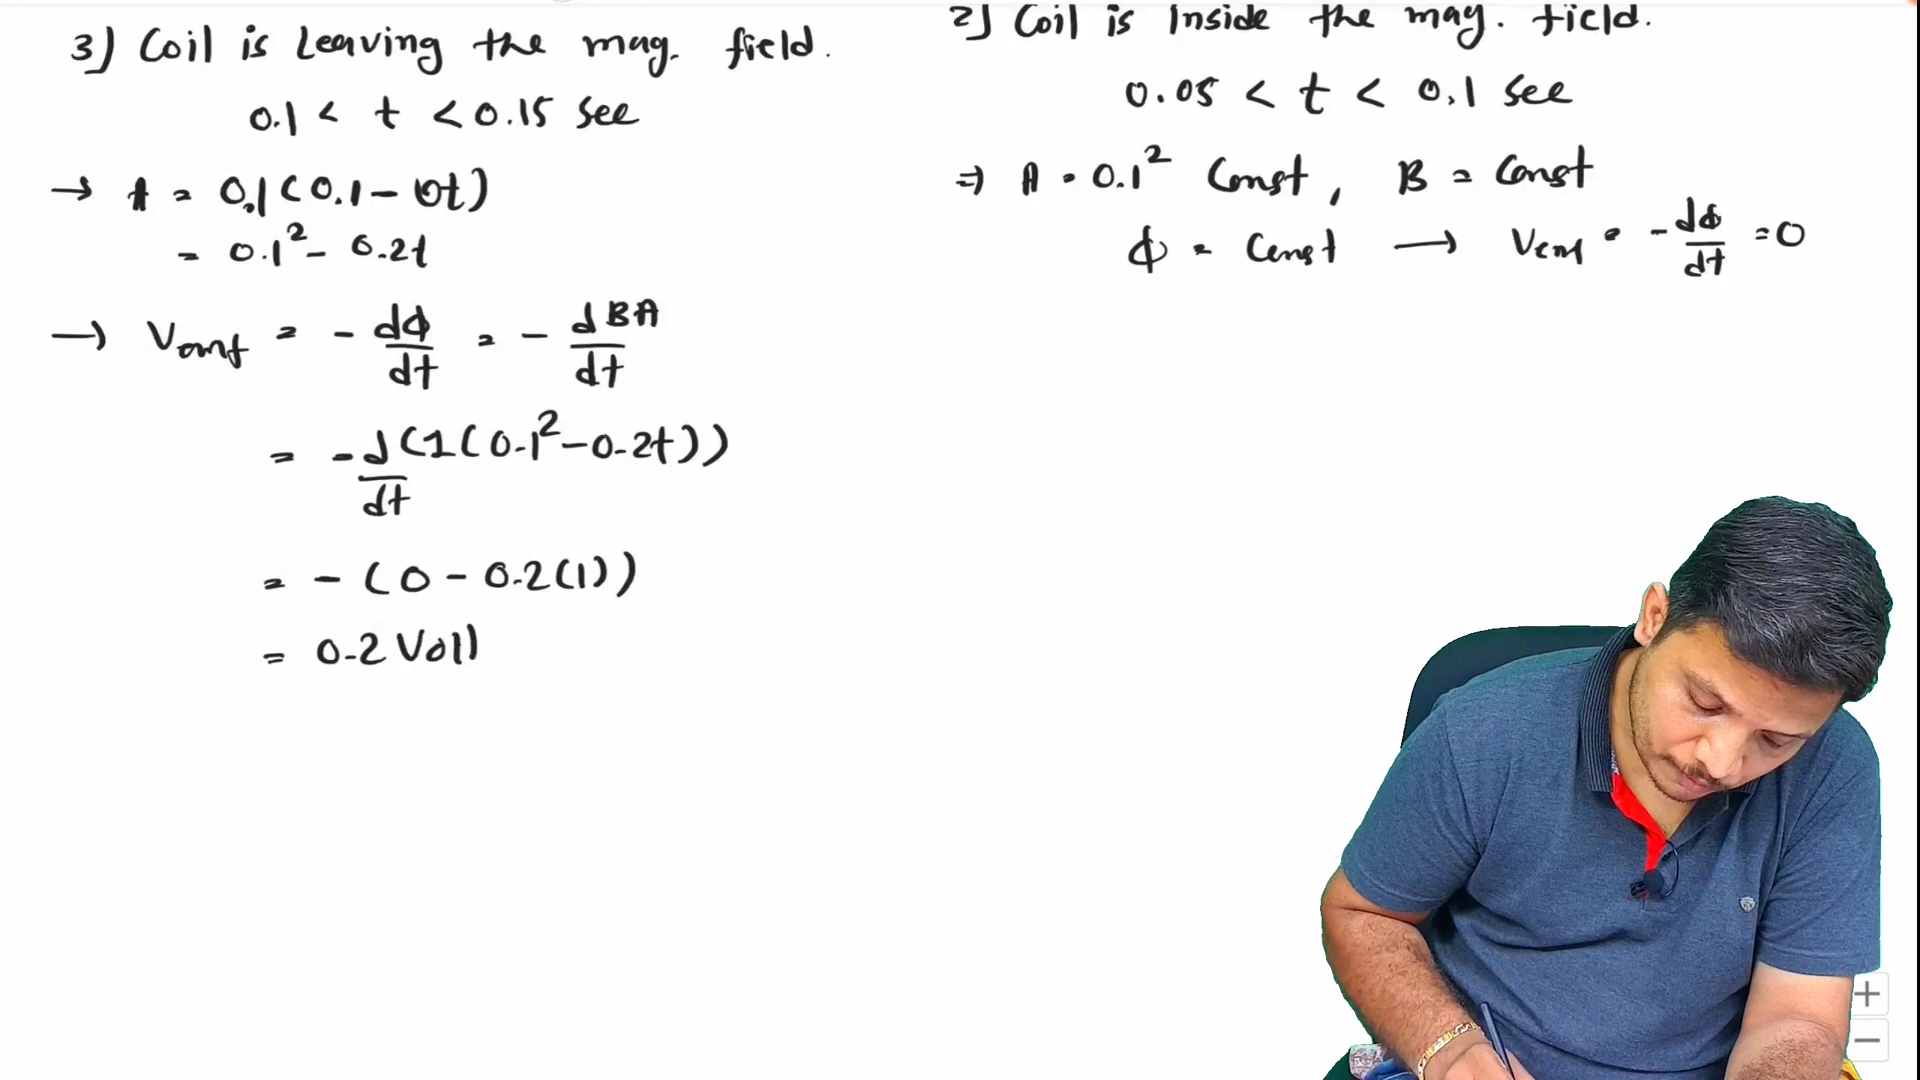 3) Coil is Leaving the mag. field.
0.1 < t < 0.15 sec
→ A = 0.1(0.1 - vt)
= 0.1² - 0.2t
→ Vemf = - dφ/dt = - dBA/dt
= - d/dt (1(0.1² - 0.2t))
= - (0 - 0.2(1))
= 0.2 Volt
2) Coil is Inside the mag. field.
0.05 < t < 0.1 sec
⇒ A = 0.1² Const, B = Const
φ = Const → Vemf = - dφ/dt = 0